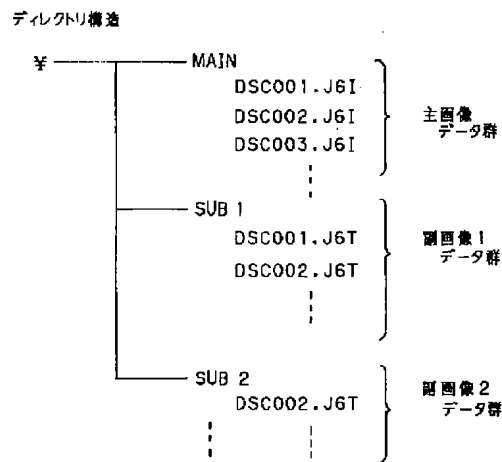 ディレクトリ構造
¥ MAIN
DSC001.J6I
DSC002.J6I
DSC003.J6I
主画像
データ群
SUB 1
DSC001.J6T
DSC002.J6T
副画像1
データ群
SUB 2
DSC002.J6T
副画像2
データ群